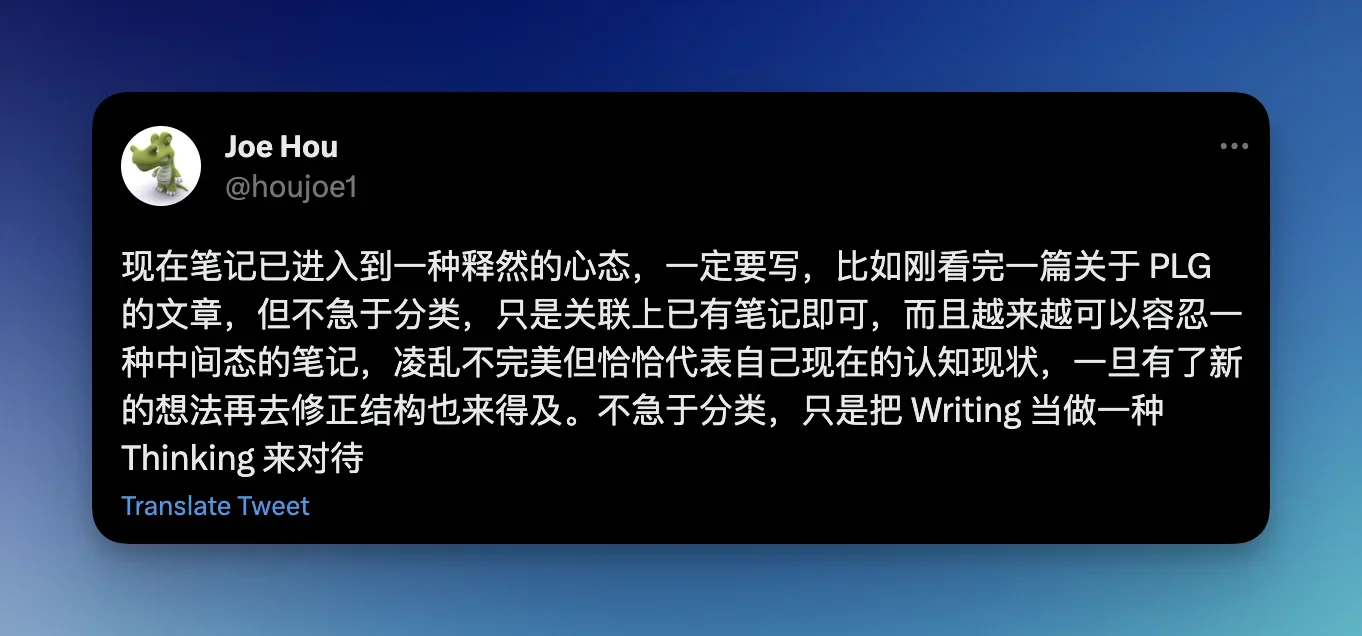 Joe Hou
@houjoe1
现在笔记已进入到一种释然的心态，一定要写，比如刚看完一篇关于 PLG
的文章，但不急于分类，只是关联上已有笔记即可，而且越来越可以容忍一
种中间态的笔记，凌乱不完美但恰恰代表自己现在的认知现状，一旦有了新
的想法再去修正结构也来得及。不急于分类，只是把 Writing 当做一种
Thinking 来对待
Translate Tweet